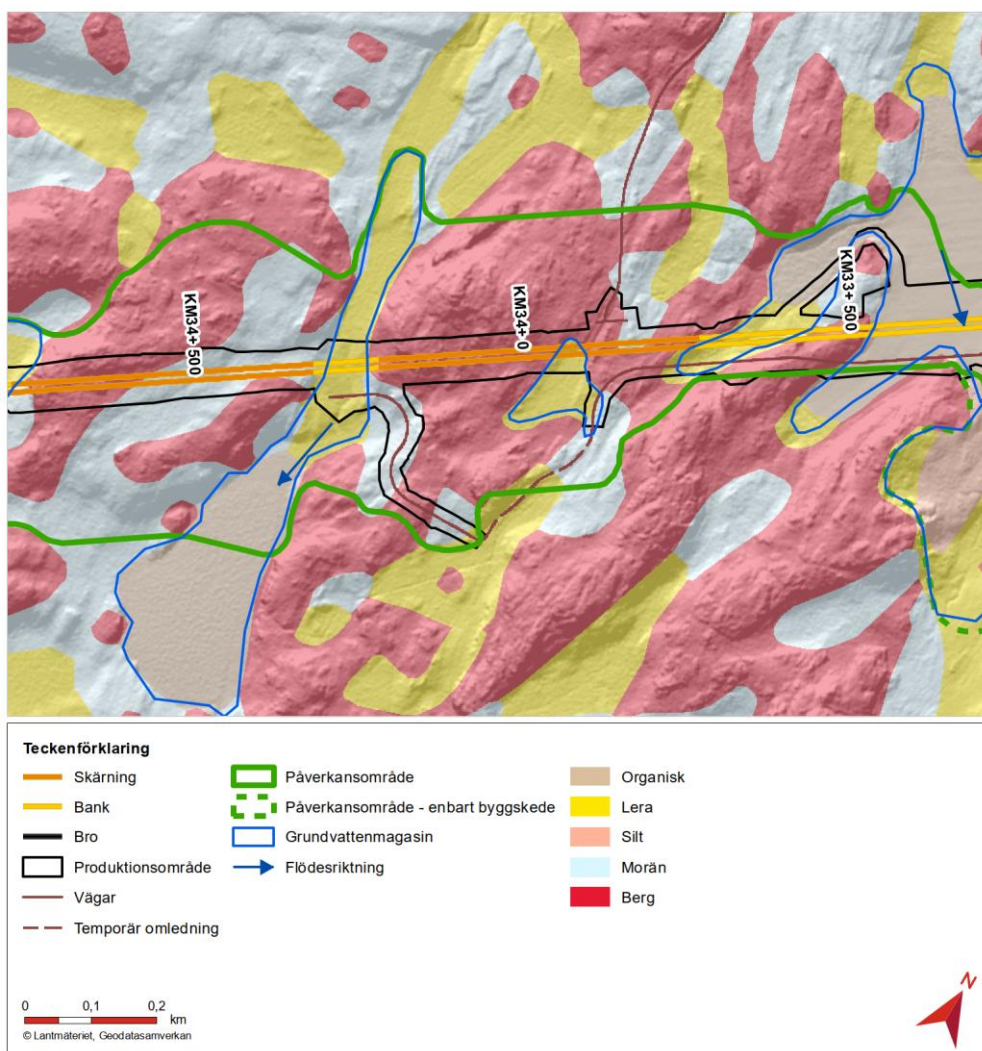 KM34+ 500
KM34+ 0
KM33+ 500
Teckenförklaring
Skärning
Bank
Bro
Produktionsområde
Vägar
Temporär omledning
Påverkansområde
Påverkansområde - enbart byggskede
Grundvattenmagasin
Flödesriktning
Organisk
Lera
Silt
Morän
Berg
0 0,1 0,2
km
© Lantmäteriet, Geodatasamverkan
N